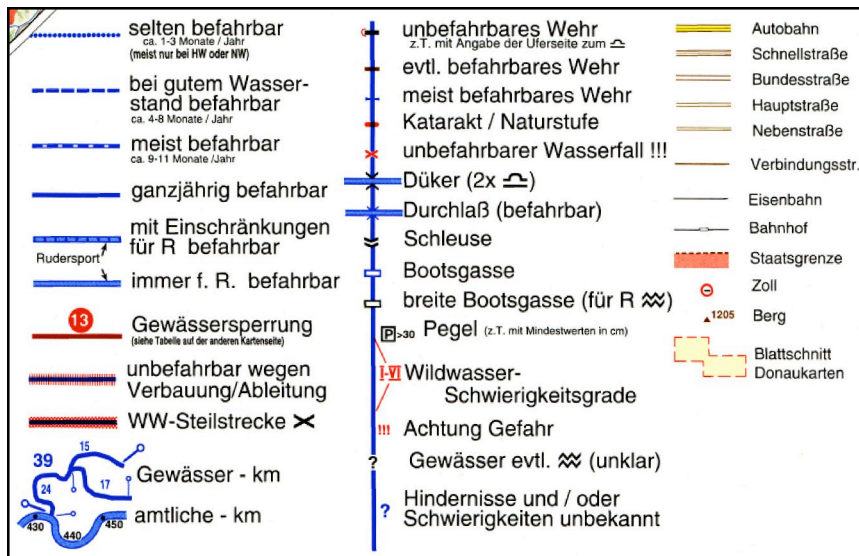 selten befahrbar
ca. 1-3 Monate / Jahr
(meist nur bei HW oder NW)
bei gutem Wasser-
stand befahrbar
ca. 4-8 Monate / Jahr
meist befahrbar
ca. 9-11 Monate /Jahr
ganzjährig befahrbar
mit Einschränkungen
für R befahrbar
Rudersport
immer f. R. befahrbar
13
Gewässersperrung
(siehe Tabelle auf der anderen Kartenseite)
unbefahrbar wegen
Verbauung/Ableitung
WW-Steilstrecke
39
15
24
17
Gewässer - km
430
440
450
amtliche - km
unbefahrbares Wehr
z.T. mit Angabe der Uferseite zum
evtl. befahrbares Wehr
meist befahrbares Wehr
Katarakt / Naturstufe
unbefahrbarer Wasserfall !!!
Düker (2x )
Durchlaß (befahrbar)
Schleuse
Bootsgasse
breite Bootsgasse (für R )
P >30 Pegel (z.T. mit Mindestwerten in cm)
I-VI Wildwasser-
Schwierigkeitsgrade
!!! Achtung Gefahr
? Gewässer evtl. (unklar)
? Hindernisse und / oder
Schwierigkeiten unbekannt
Autobahn
Schnellstraße
Bundesstraße
Hauptstraße
Nebenstraße
Verbindungsstr.
Eisenbahn
Bahnhof
Staatsgrenze
Zoll
1205 Berg
Blattschnitt
Donaukarten